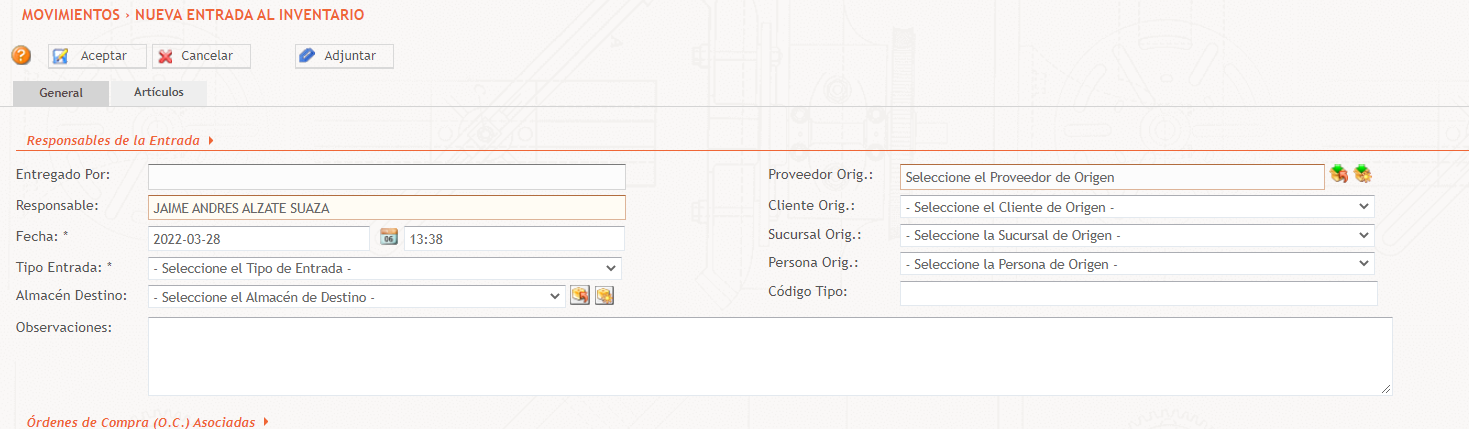 MOVIMIENTOS › NUEVA ENTRADA AL INVENTARIO
? Aceptar Cancelar Adjuntar
General Artículos
Responsables de la Entrada
Entregado Por: Proveedor Orig.: Seleccione el Proveedor de Origen
Responsable: JAIME ANDRES ALZATE SUAZA Cliente Orig.: - Seleccione el Cliente de Origen -
Fecha: * 2022-03-28 06 13:38 Sucursal Orig.: - Seleccione la Sucursal de Origen -
Tipo Entrada: * - Seleccione el Tipo de Entrada - Persona Orig.: - Seleccione la Persona de Origen -
Almacén Destino: - Seleccione el Almacén de Destino - Código Tipo:
Observaciones:
Órdenes de Compra (O.C.) Asociadas